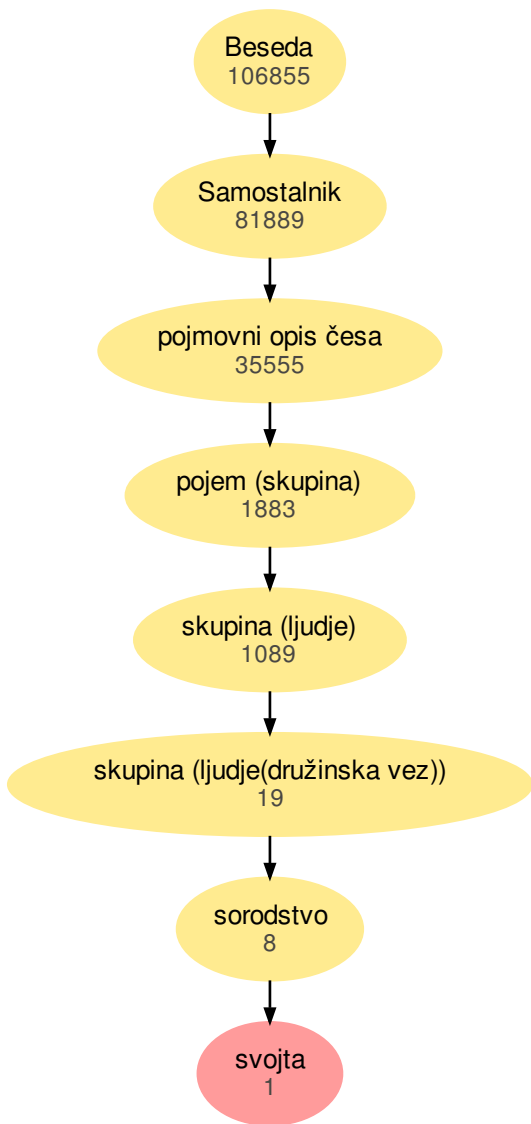 Beseda
106855
Samostalnik
81889
pojmovni opis česa
35555
pojem (skupina)
1883
skupina (ljudje)
1089
skupina (ljudje(družinska vez))
19
sorodstvo
8
svojta
1